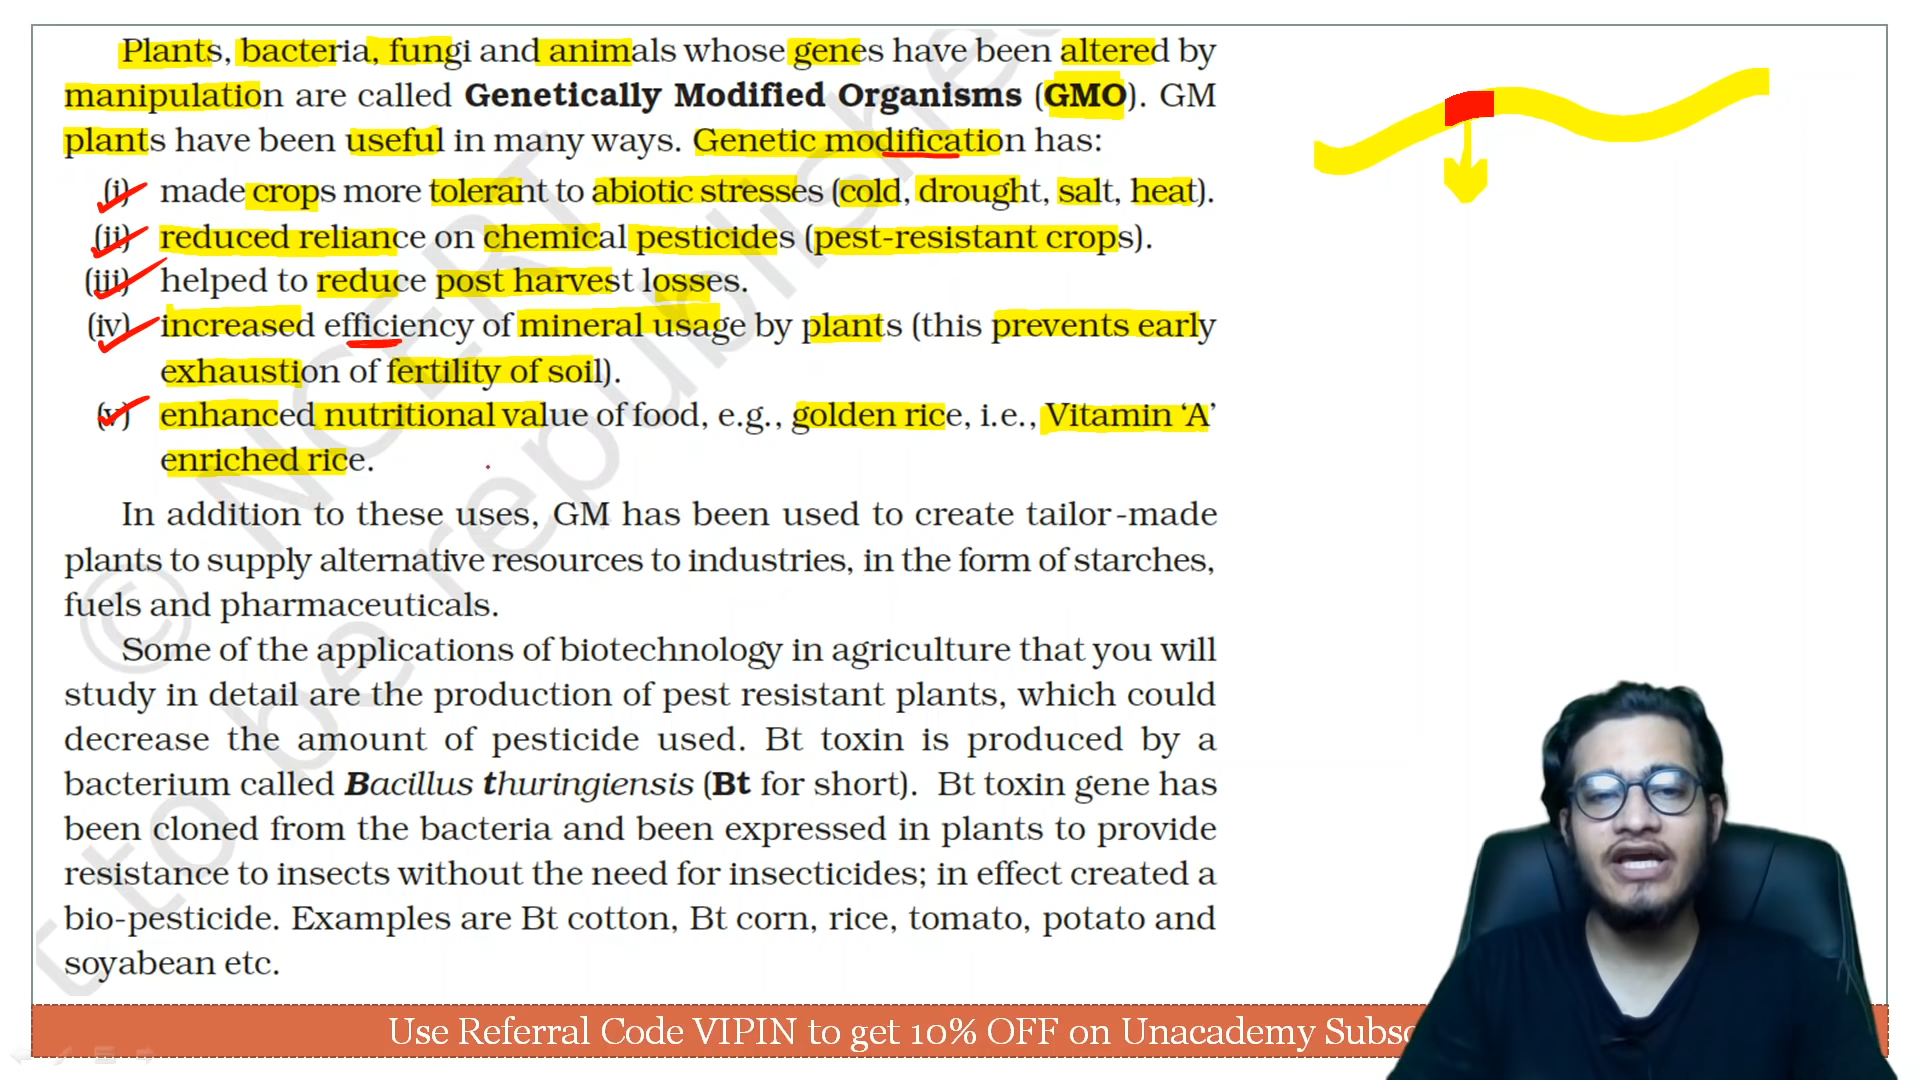 Plants, bacteria, fungi and animals whose genes have been altered by
manipulation are called Genetically Modified Organisms (GMO). GM
plants have been useful in many ways. Genetic modification has:
(i) made crops more tolerant to abiotic stresses (cold, drought, salt, heat).
(ii) reduced reliance on chemical pesticides (pest-resistant crops).
(iii) helped to reduce post harvest losses.
(iv) increased efficiency of mineral usage by plants (this prevents early
exhaustion of fertility of soil).
(v) enhanced nutritional value of food, e.g., golden rice, i.e., Vitamin ‘A’
enriched rice.
In addition to these uses, GM has been used to create tailor-made
plants to supply alternative resources to industries, in the form of starches,
fuels and pharmaceuticals.
Some of the applications of biotechnology in agriculture that you will
study in detail are the production of pest resistant plants, which could
decrease the amount of pesticide used. Bt toxin is produced by a
bacterium called Bacillus thuringiensis (Bt for short). Bt toxin gene has
been cloned from the bacteria and been expressed in plants to provide
resistance to insects without the need for insecticides; in effect created a
bio-pesticide. Examples are Bt cotton, Bt corn, rice, tomato, potato and
soyabean etc.
© NCERT
to be republished
Use Referral Code VIPIN to get 10% OFF on Unacademy